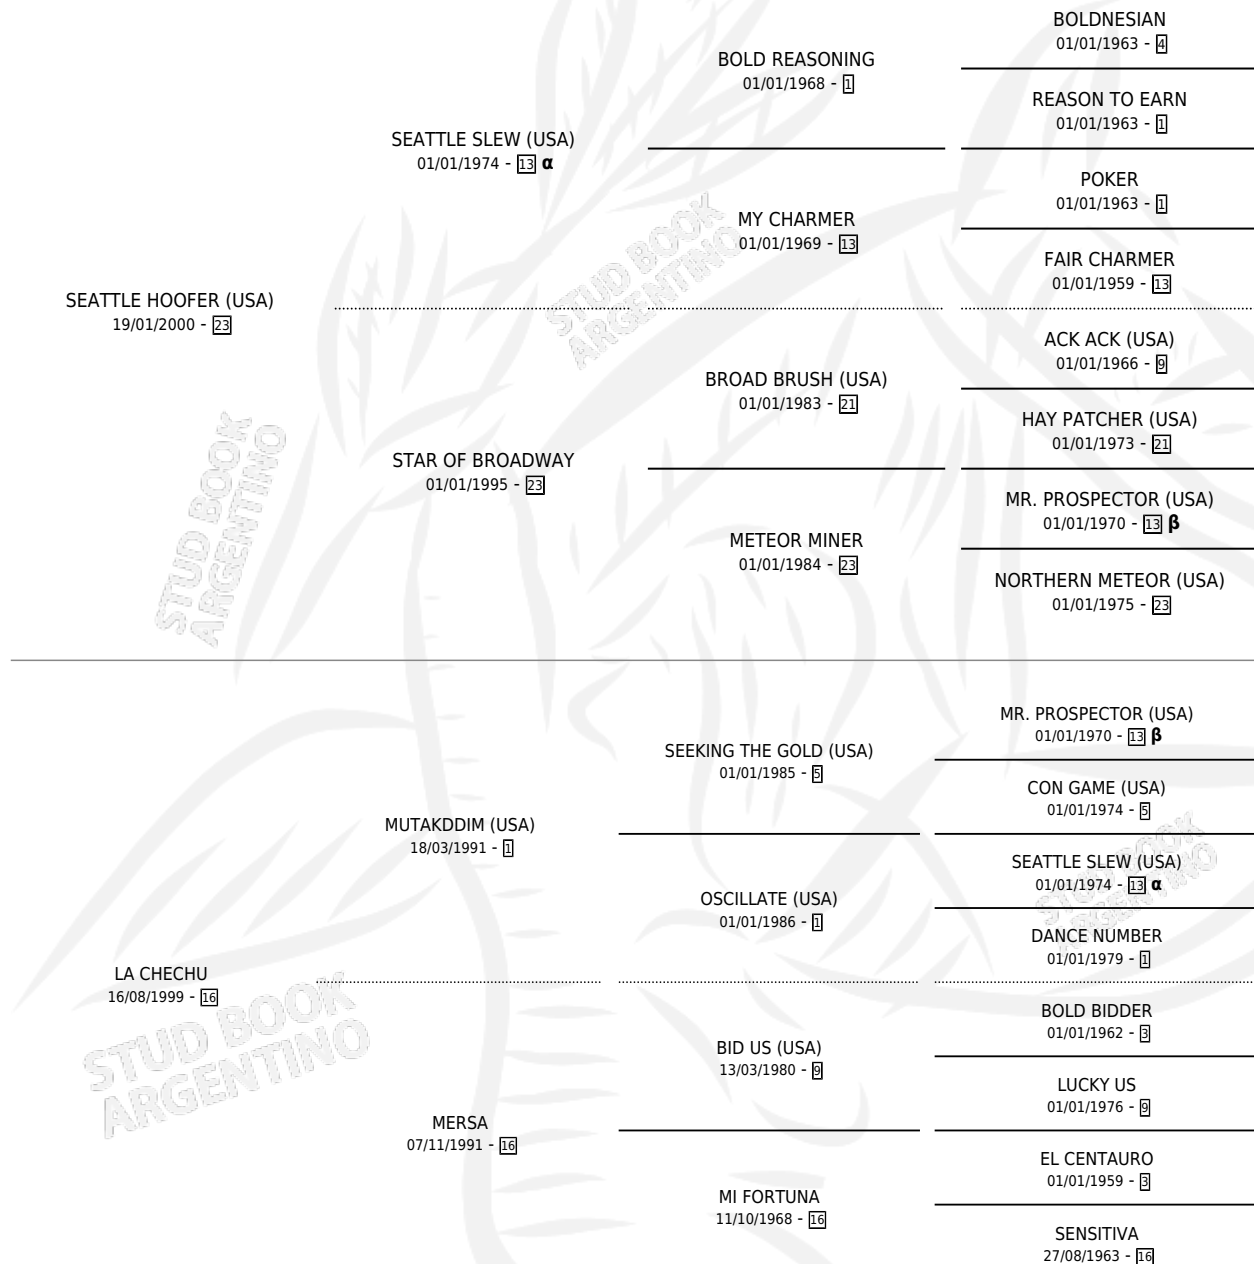 BOLDNESIAN
01/01/1963 - 4
BOLD REASONING
01/01/1968 - 1
REASON TO EARN
01/01/1963 - 1
SEATTLE SLEW (USA)
01/01/1974 - 13 α
POKER
01/01/1963 - 1
MY CHARMER
01/01/1969 - 13
FAIR CHARMER
01/01/1959 - 13
SEATTLE HOOFER (USA)
19/01/2000 - 23
ACK ACK (USA)
01/01/1966 - 9
BROAD BRUSH (USA)
01/01/1983 - 21
HAY PATCHER (USA)
01/01/1973 - 21
STAR OF BROADWAY
01/01/1995 - 23
MR. PROSPECTOR (USA)
01/01/1970 - 13 β
METEOR MINER
01/01/1984 - 23
NORTHERN METEOR (USA)
01/01/1975 - 23
MR. PROSPECTOR (USA)
01/01/1970 - 13 β
SEEKING THE GOLD (USA)
01/01/1985 - 5
CON GAME (USA)
01/01/1974 - 5
MUTAKDDIM (USA)
18/03/1991 - 1
SEATTLE SLEW (USA)
01/01/1974 - 13 α
OSCILLATE (USA)
01/01/1986 - 1
DANCE NUMBER
01/01/1979 - 1
LA CHECHU
16/08/1999 - 16
BOLD BIDDER
01/01/1962 - 3
BID US (USA)
13/03/1980 - 9
LUCKY US
01/01/1976 - 9
MERSA
07/11/1991 - 16
EL CENTAURO
01/01/1959 - 3
MI FORTUNA
11/10/1968 - 16
SENSITIVA
27/08/1963 - 16
STUD BOOK
ARGENTINO
STUD BOOK
ARGENTINO
STUD BOOK
ARGENTINO
STUD BOOK
ARGENTINO